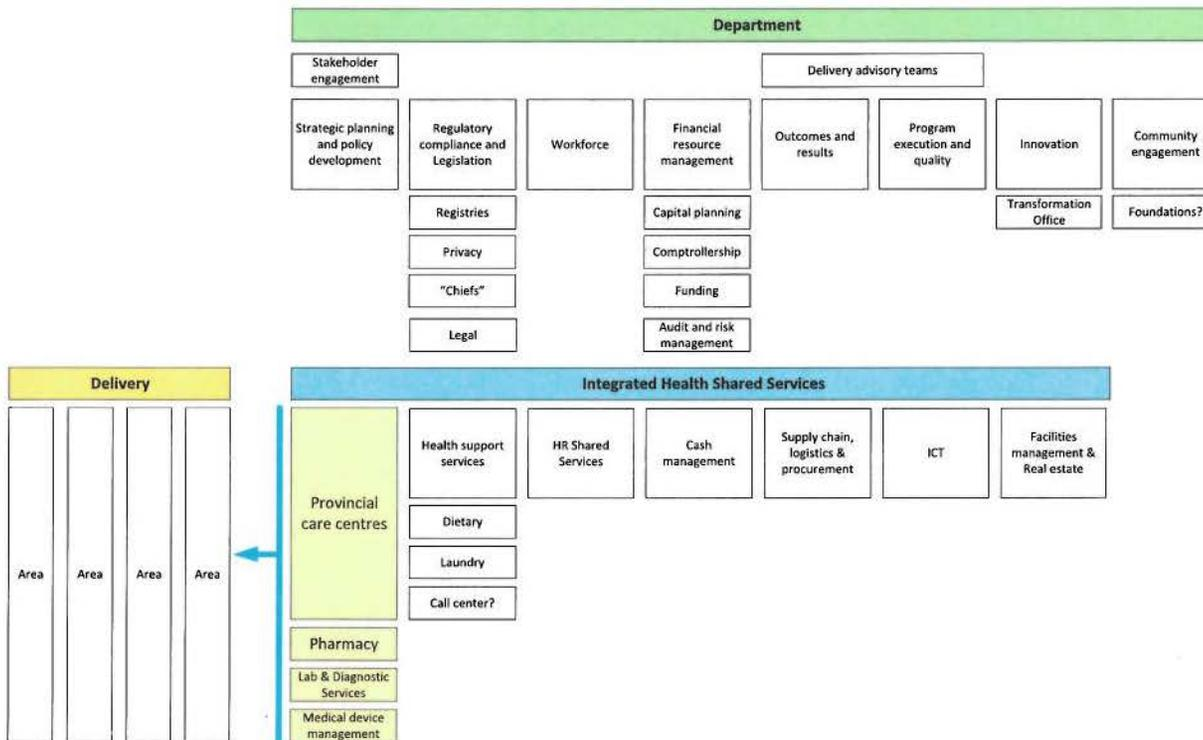 Department
Stakeholder
engagement
Delivery advisory teams
Strategic planning
and policy
development
Regulatory
compliance and
Legislation
Workforce
Financial
resource
management
Outcomes and
results
Program
execution and
quality
Innovation
Community
engagement
Registries
Capital planning
Transformation
Office
Foundations?
Privacy
Comptrollership
"Chiefs"
Funding
Legal
Audit and risk
management
Delivery
Integrated Health Shared Services
Area
Area
Area
Area
Provincial
care centres
Health support
services
HR Shared
Services
Cash
management
Supply chain,
logistics &
procurement
ICT
Facilities
management &
Real estate
Dietary
Laundry
Call center?
Pharmacy
Lab & Diagnostic
Services
Medical device
management